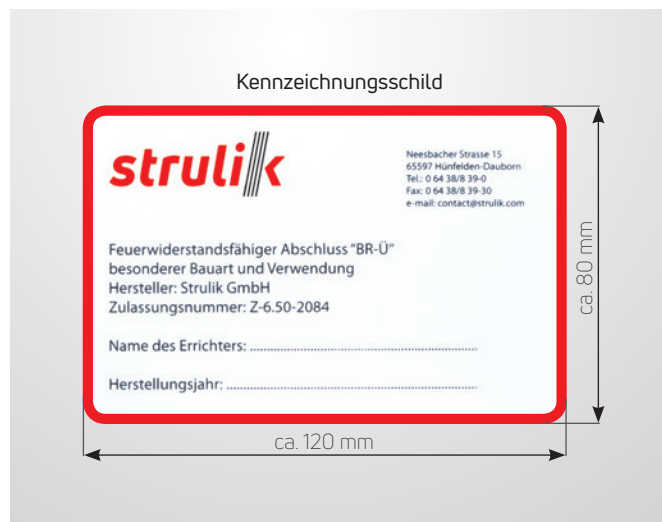 Kennzeichnungsschild
strulik
Neesbacher Strasse 15
65597 Hünfelden-Dauborn
Tel.: 0 64 38/8 39-0
Fax: 0 64 38/8 39-30
e-mail: contact@strulik.com
Feuerwiderstandsfähiger Abschluss "BR-Ü"
besonderer Bauart und Verwendung
Hersteller: Strulik GmbH
Zulassungsnummer: Z-6.50-2084
Name des Errichters: ................................................................
Herstellungsjahr: ......................................................................
ca. 80 mm
ca. 120 mm